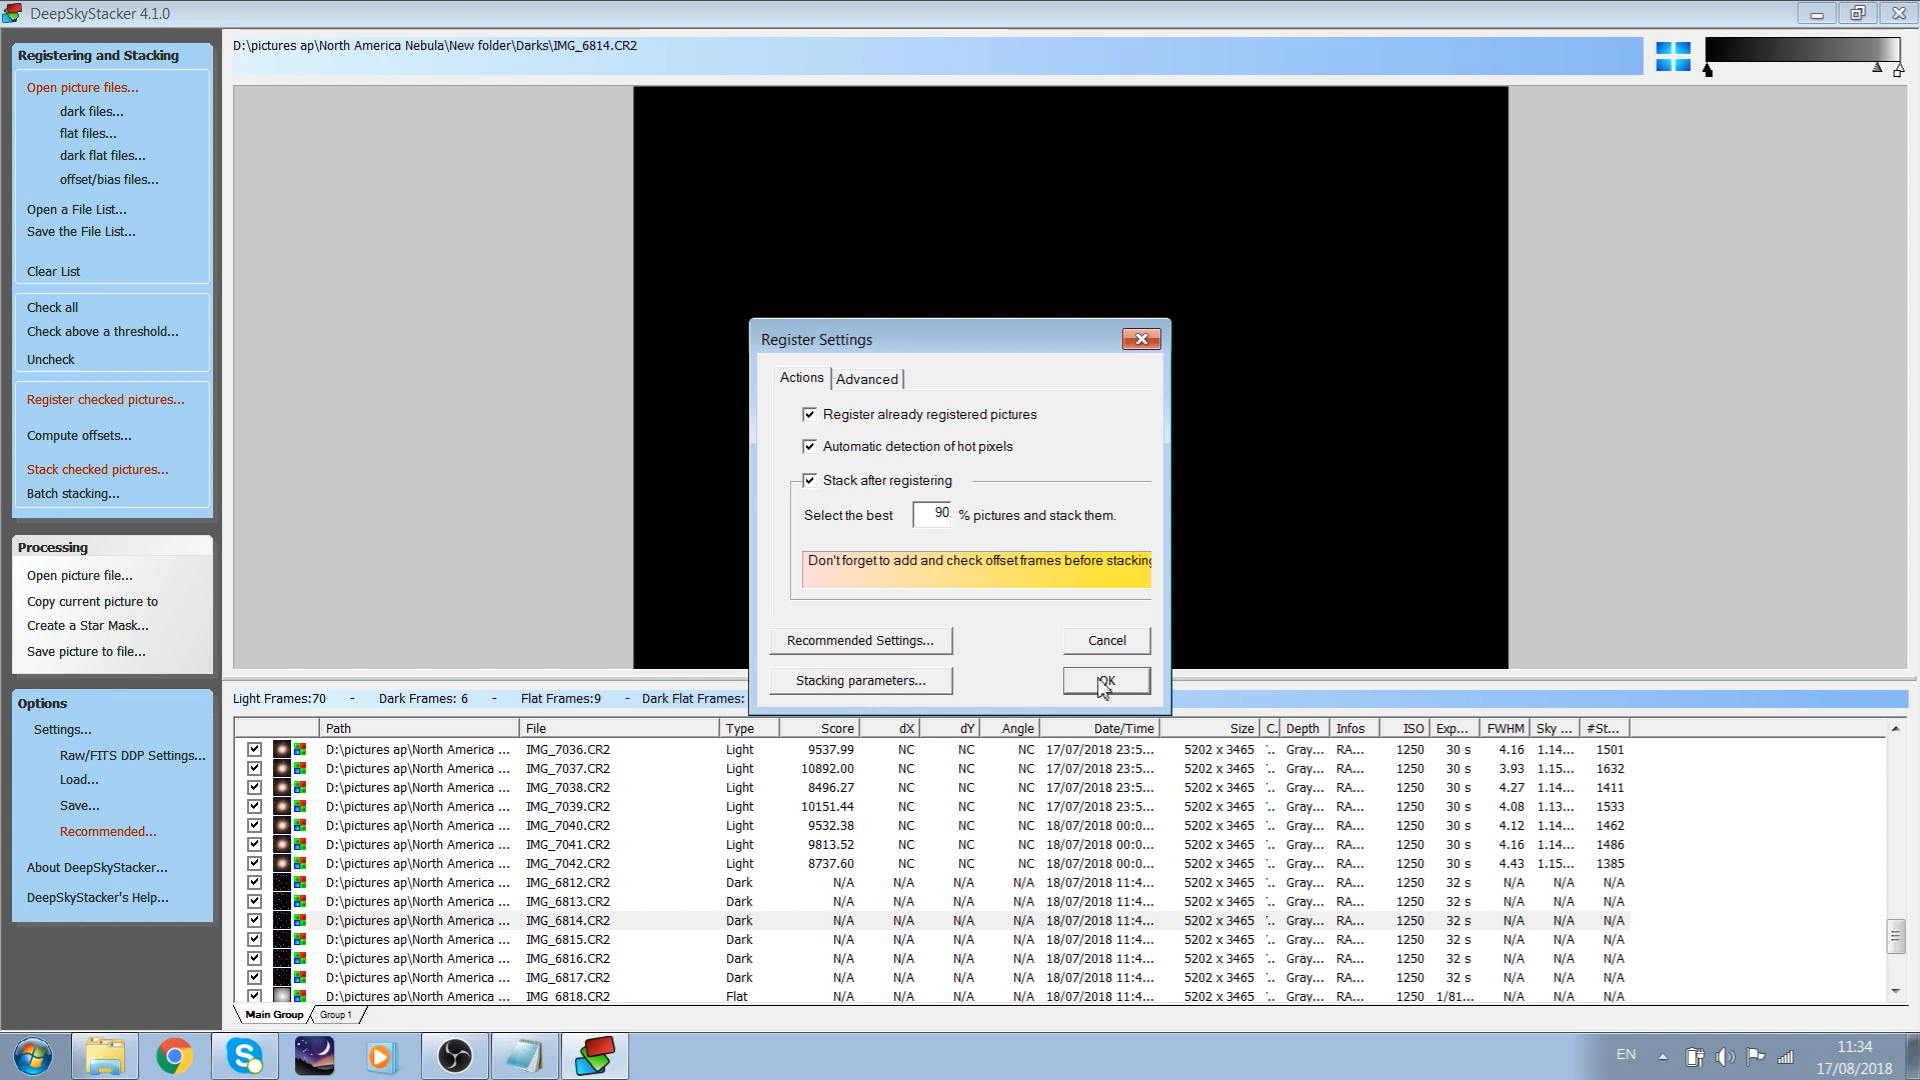 DeepSkyStacker 4.1.0
Registering and Stacking
Open picture files...
dark files...
flat files...
dark flat files...
offset/bias files...
Open a File List...
Save the File List...
Clear List
Check all
Check above a threshold...
Uncheck
Register checked pictures...
Compute offsets...
Stack checked pictures...
Batch stacking...
Processing
Open picture file...
Copy current picture to
Create a Star Mask...
Save picture to file...
Options
Settings...
Raw/FITS DDP Settings...
Load...
Save...
Recommended...
About DeepSkyStacker...
DeepSkyStacker's Help...
D:\pictures ap\North America Nebula\New folder\Darks\IMG_6814.CR2
Register Settings
Actions Advanced
Register already registered pictures
Automatic detection of hot pixels
Stack after registering
Select the best 90 % pictures and stack them.
Don't forget to add and check offset frames before stacking
Recommended Settings... Cancel
Stacking parameters... OK
Light Frames:70 - Dark Frames: 6 - Flat Frames:9 - Dark Flat Frames:
Path File Type Score dX dY Angle Date/Time Size C. Depth Infos ISO Exp... FWHM Sky ... #St...
D:\pictures ap\North America ... IMG_7036.CR2 Light 9537.99 NC NC NC 17/07/2018 23:5... 5202 x 3465 '.. Gray... RA... 1250 30 s 4.16 1.14... 1501
D:\pictures ap\North America ... IMG_7037.CR2 Light 10892.00 NC NC NC 17/07/2018 23:5... 5202 x 3465 '.. Gray... RA... 1250 30 s 3.93 1.15... 1632
D:\pictures ap\North America ... IMG_7038.CR2 Light 8496.27 NC NC NC 17/07/2018 23:5... 5202 x 3465 '.. Gray... RA... 1250 30 s 4.27 1.14... 1411
D:\pictures ap\North America ... IMG_7039.CR2 Light 10151.44 NC NC NC 17/07/2018 23:5... 5202 x 3465 '.. Gray... RA... 1250 30 s 4.08 1.13... 1533
D:\pictures ap\North America ... IMG_7040.CR2 Light 9532.38 NC NC NC 18/07/2018 00:0... 5202 x 3465 '.. Gray... RA... 1250 30 s 4.12 1.14... 1462
D:\pictures ap\North America ... IMG_7041.CR2 Light 9813.52 NC NC NC 18/07/2018 00:0... 5202 x 3465 '.. Gray... RA... 1250 30 s 4.16 1.14... 1486
D:\pictures ap\North America ... IMG_7042.CR2 Light 8737.60 NC NC NC 18/07/2018 00:0... 5202 x 3465 '.. Gray... RA... 1250 30 s 4.43 1.15... 1385
D:\pictures ap\North America ... IMG_6812.CR2 Dark N/A N/A N/A N/A 18/07/2018 11:4... 5202 x 3465 '.. Gray... RA... 1250 32 s N/A N/A N/A
D:\pictures ap\North America ... IMG_6813.CR2 Dark N/A N/A N/A N/A 18/07/2018 11:4... 5202 x 3465 '.. Gray... RA... 1250 32 s N/A N/A N/A
D:\pictures ap\North America ... IMG_6814.CR2 Dark N/A N/A N/A N/A 18/07/2018 11:4... 5202 x 3465 '.. Gray... RA... 1250 32 s N/A N/A N/A
D:\pictures ap\North America ... IMG_6815.CR2 Dark N/A N/A N/A N/A 18/07/2018 11:4... 5202 x 3465 '.. Gray... RA... 1250 32 s N/A N/A N/A
D:\pictures ap\North America ... IMG_6816.CR2 Dark N/A N/A N/A N/A 18/07/2018 11:4... 5202 x 3465 '.. Gray... RA... 1250 32 s N/A N/A N/A
D:\pictures ap\North America ... IMG_6817.CR2 Dark N/A N/A N/A N/A 18/07/2018 11:4... 5202 x 3465 '.. Gray... RA... 1250 32 s N/A N/A N/A
D:\pictures ap\North America ... IMG_6818.CR2 Flat N/A N/A N/A N/A 18/07/2018 11:4... 5202 x 3465 '.. Gray... RA... 1250 1/81... N/A N/A N/A
Main Group Group 1
EN
11:34
17/08/2018